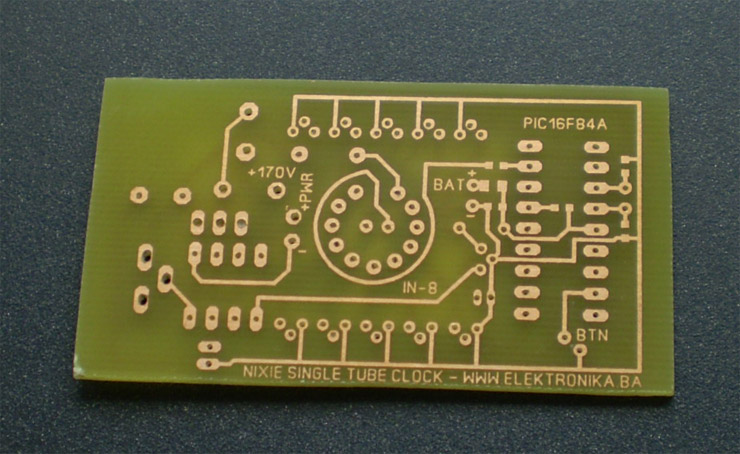 PIC16F84A
+170V
+PWR-
BAT
+
-
IN-8
BTN
NIXIE SINGLE TUBE CLOCK - WWW ELEKTRONIKA BA